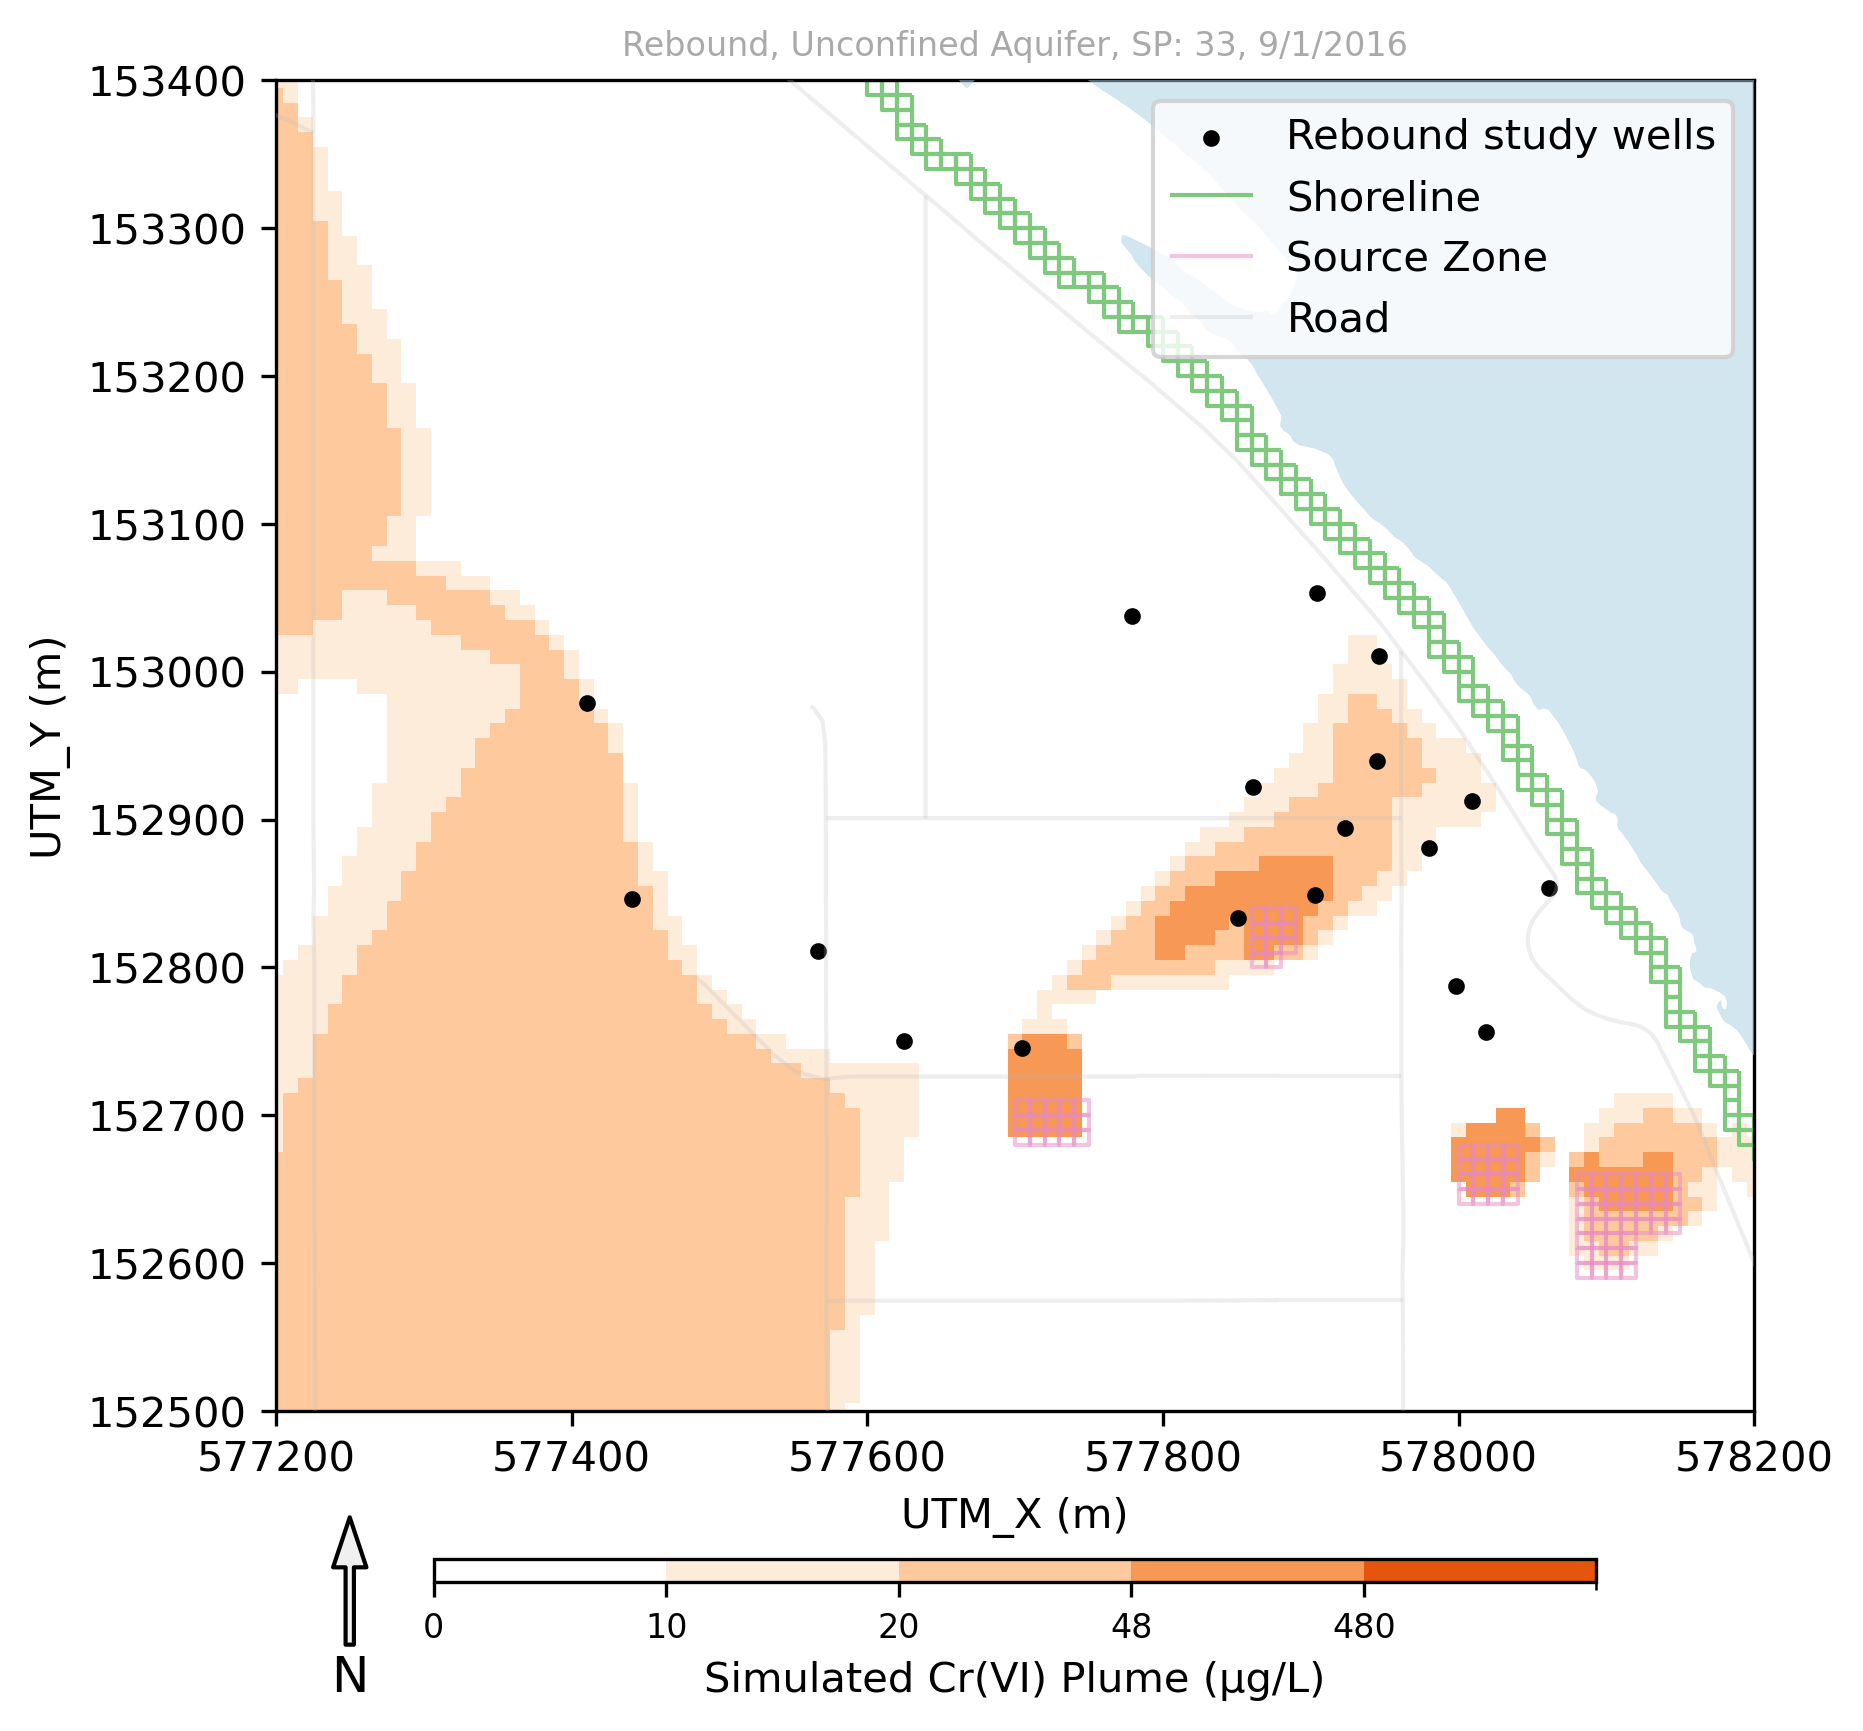 Rebound, Unconfined Aquifer, SP: 33, 9/1/2016
153400
153300
153200
153100
153000
152900
152800
152700
152600
152500
UTM_Y (m)
Rebound study wells
Shoreline
Source Zone
Road
577200 577400 577600 577800 578000 578200
UTM_X (m)
N
0 10 20 48 480
Simulated Cr(VI) Plume (μg/L)